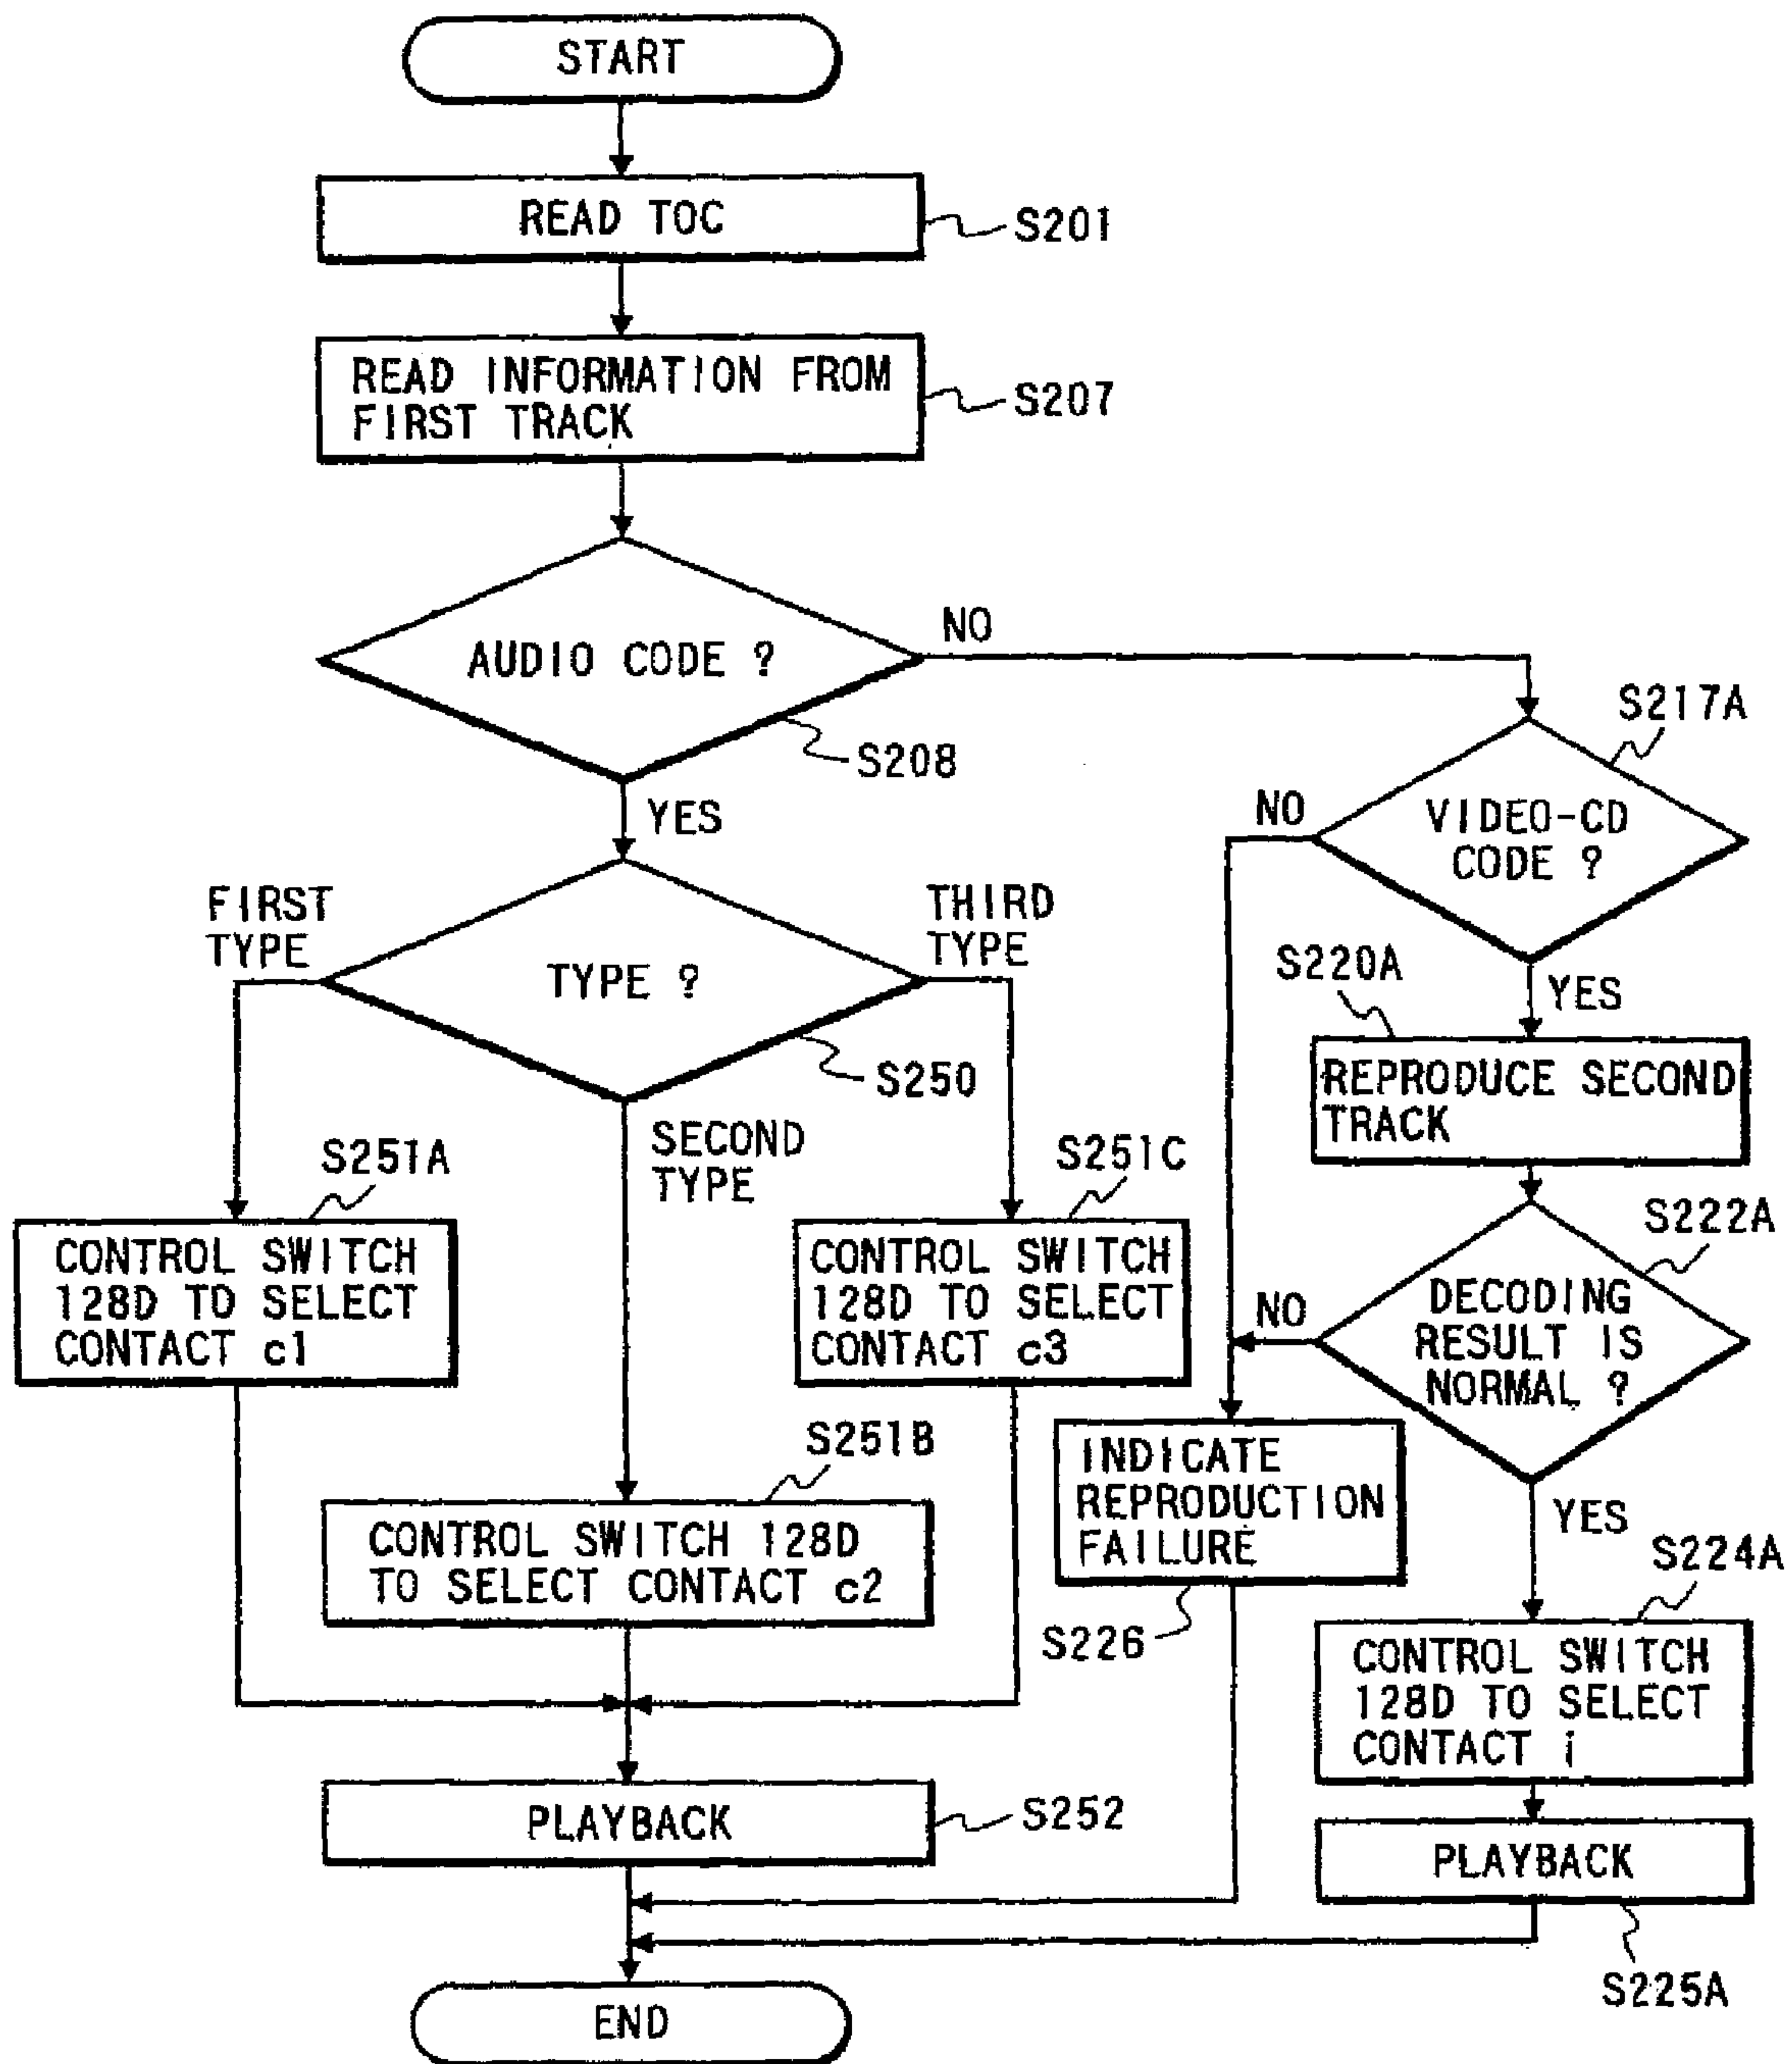 START
READ TOC
S201
READ INFORMATION FROM
FIRST TRACK
S207
AUDIO CODE ?
NO
S208
YES
S217A
VIDEO-CD
CODE ?
NO
YES
FIRST
TYPE
THIRD
TYPE
TYPE ?
S250
SECOND
TYPE
S220A
REPRODUCE SECOND
TRACK
S251A
CONTROL SWITCH
128D TO SELECT
CONTACT c1
S251C
CONTROL SWITCH
128D TO SELECT
CONTACT c3
S222A
DECODING
RESULT IS
NORMAL ?
NO
YES
S251B
CONTROL SWITCH 128D
TO SELECT CONTACT c2
INDICATE
REPRODUCTION
FAILURE
S226
S224A
CONTROL SWITCH
128D TO SELECT
CONTACT i
PLAYBACK
S252
PLAYBACK
S225A
END